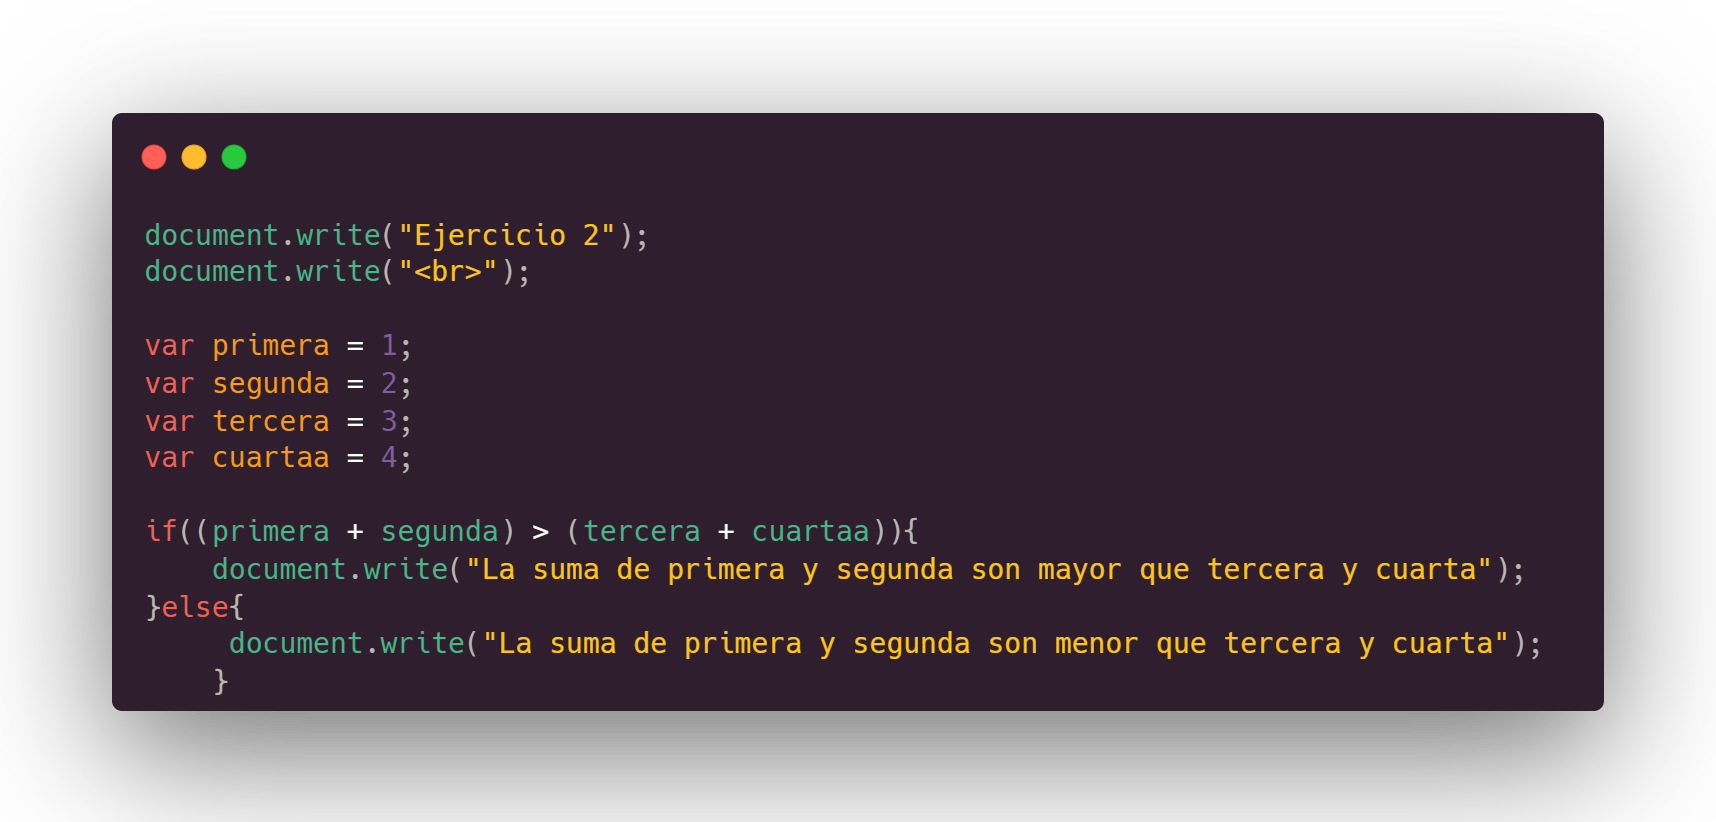 document.write("Ejercicio 2");
document.write("<br>");
var primera = 1;
var segunda = 2;
var tercera = 3;
var cuartaa = 4;
if((primera + segunda) > (tercera + cuartaa)){
    document.write("La suma de primera y segunda son mayor que tercera y cuarta");
}else{
     document.write("La suma de primera y segunda son menor que tercera y cuarta");
    }